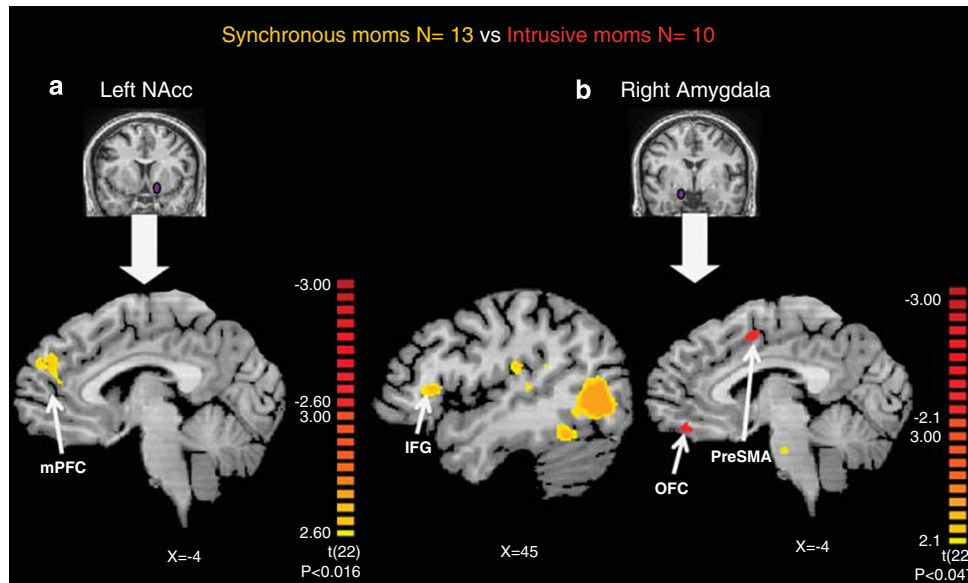 Synchronous moms N= 13 vs Intrusive moms N= 10
a Left NAcc
b Right Amygdala
-3.00
-2.60
3.00
2.60
t(22)
P<0.016
mPFC
X=-4
IFG
X=45
-3.00
-2.1
3.00
2.1
t(22
P<0.047
OFC
PreSMA
X=-4